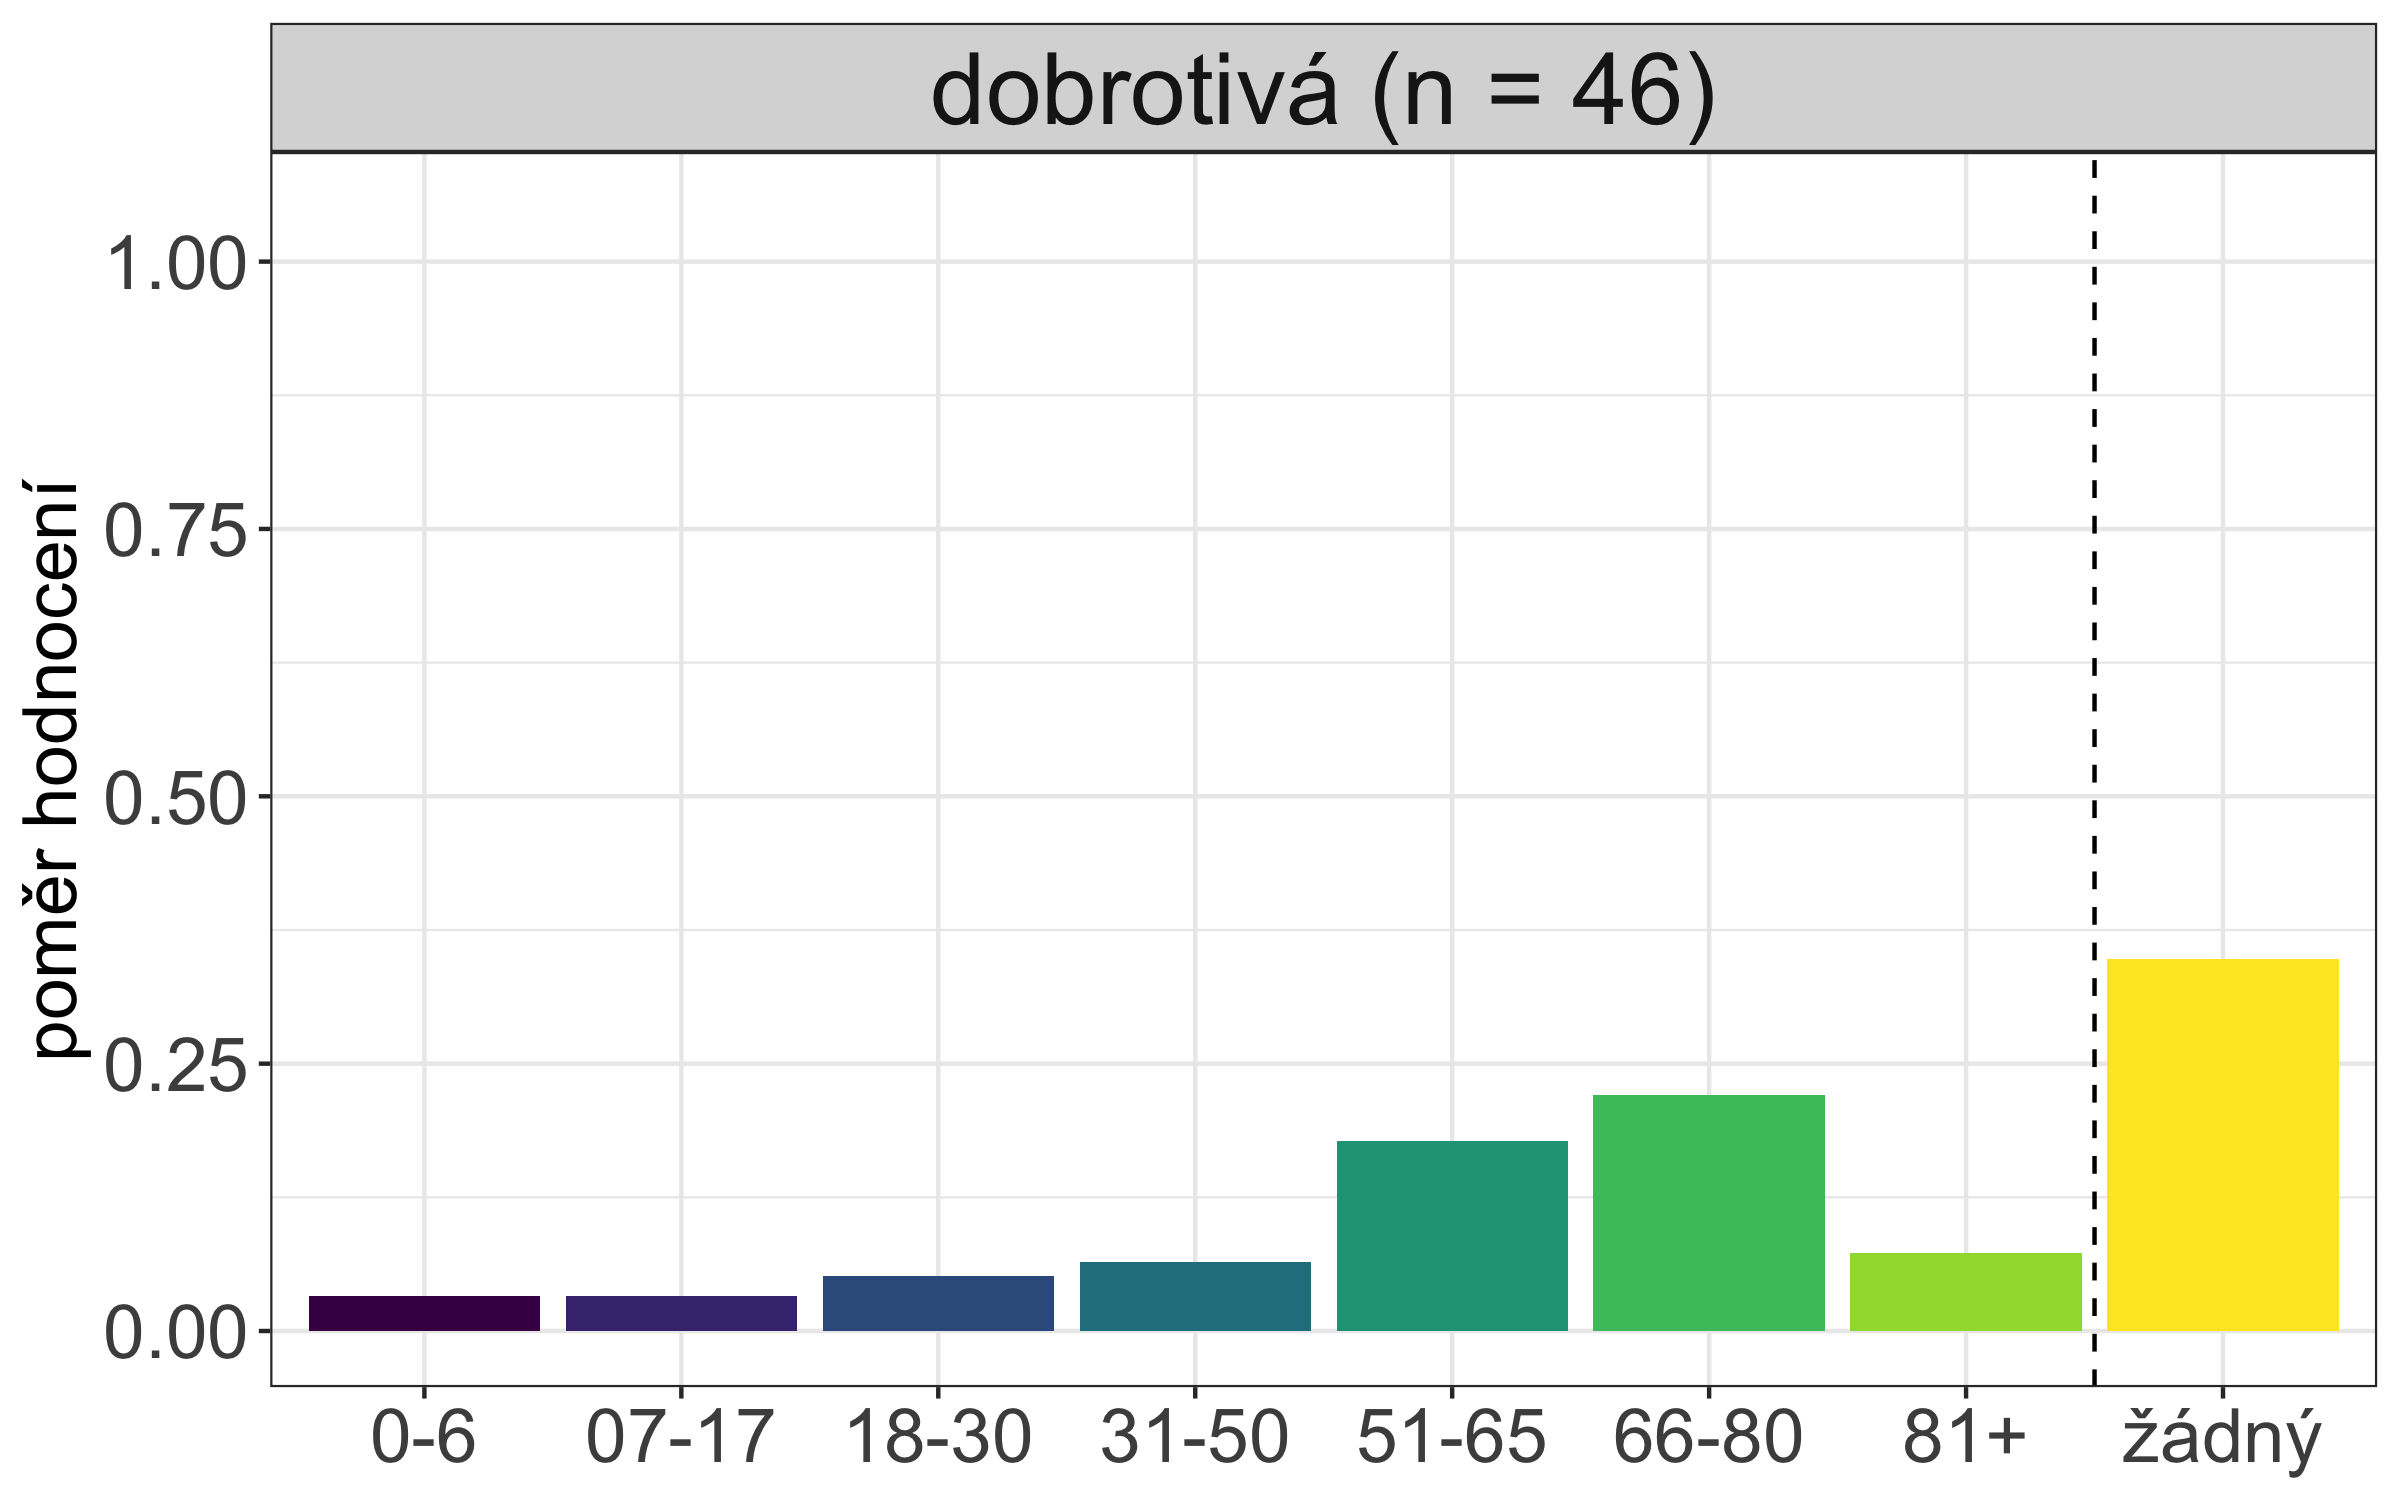 dobrotivá (n = 46)
poměr hodnocení
1.00
0.75
0.50
0.25
0.00
0-6 07-17 18-30 31-50 51-65 66-80 81+ žádný